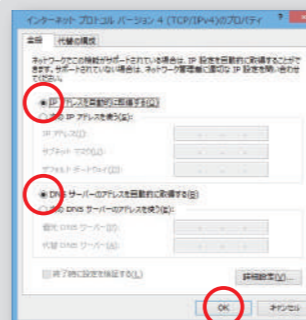 インターネット プロトコル バージョン 4 (TCP/IPv4)のプロパティ
全般 代替の構成
ネットワークでこの機能がサポートされている場合は、IP 設定を自動的に取得することがで
きます。サポートされていない場合は、ネットワーク管理者に適切な IP 設定を問い合わせ
てください。
IP アドレスを自動的に取得する(O)
次の IP アドレスを使う(S):
IP アドレス(I):
サブネット マスク(U):
デフォルト ゲートウェイ(D):
DNS サーバーのアドレスを自動的に取得する(B)
次の DNS サーバーのアドレスを使う(E):
優先 DNS サーバー(P):
代替 DNS サーバー(A):
終了時に設定を検証する(L)
詳細設定(V)...
OK キャンセル